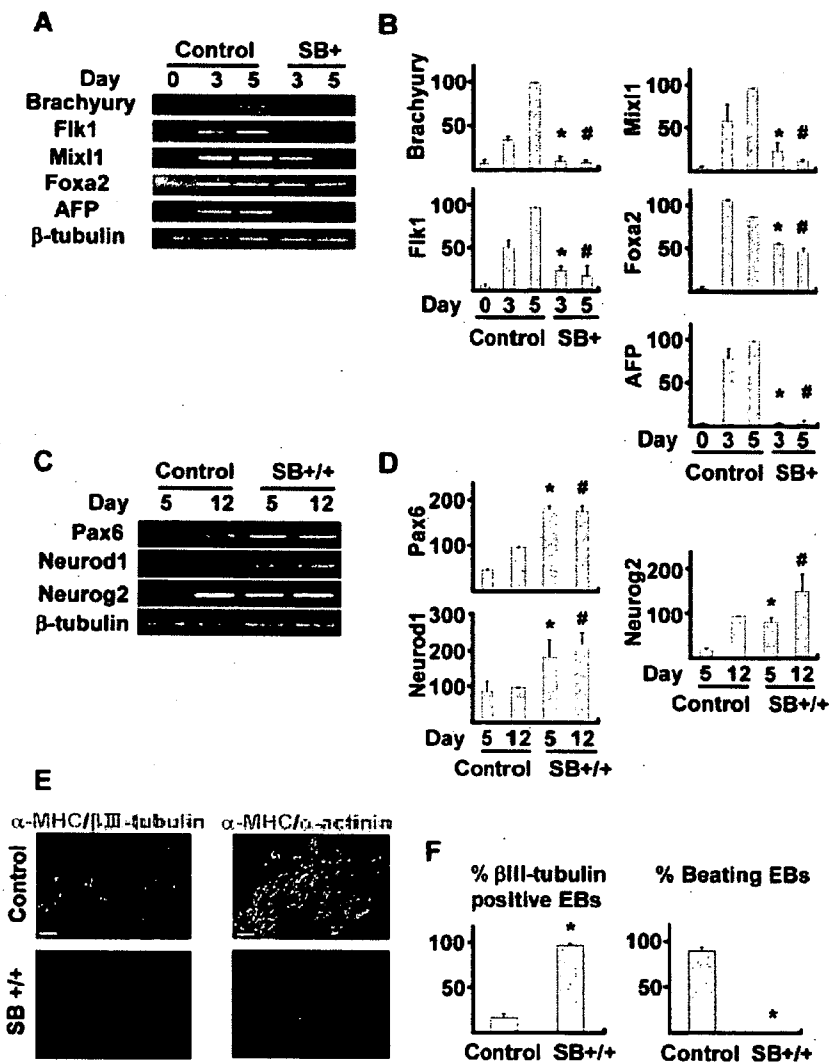 A
Control SB+
Day 0 3 5 3 5
Brachyury
Flk1
Mixl1
Foxa2
AFP
β-tubulin
B
Brachyury
100
50
* #
Mixl1
100
50
* #
Flk1
100
50
* #
Day 0 3 5 3 5
Control SB+
Foxa2
100
50
* #
AFP
100
50
* #
Day 0 3 5 3 5
Control SB+
C
Control SB+/+
Day 5 12 5 12
Pax6
Neurod1
Neurog2
β-tubulin
D
Pax6
200
100
* #
Neurod1
300
200
100
* #
Day 5 12 5 12
Control SB+/+
Neurog2
200
100
* #
Day 5 12 5 12
Control SB+/+
E
α-MHC/βIII-tubulin α-MHC/α-actinin
Control
SB +/+
F
% βIII-tubulin
positive EBs
100
50
*
Control SB+/+
% Beating EBs
100
50
*
Control SB+/+